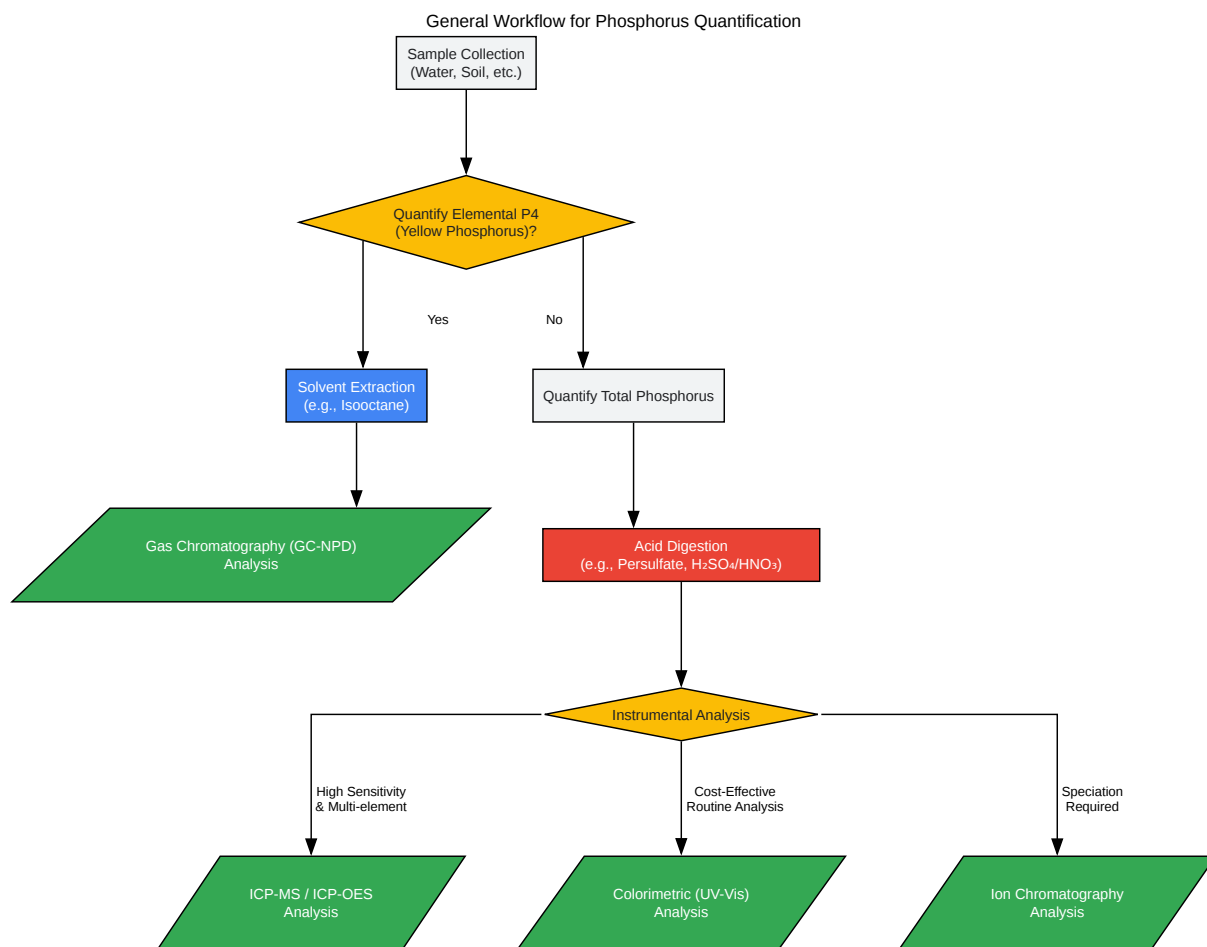 General Workflow for Phosphorus Quantification
Sample Collection
(Water, Soil, etc.)
Quantify Elemental P4
(Yellow Phosphorus)?
Yes
No
Solvent Extraction
(e.g., Isooctane)
Quantify Total Phosphorus
Gas Chromatography (GC-NPD)
Analysis
Acid Digestion
(e.g., Persulfate, H₂SO₄/HNO₃)
Instrumental Analysis
High Sensitivity
& Multi-element
Cost-Effective
Routine Analysis
Speciation
Required
ICP-MS / ICP-OES
Analysis
Colorimetric (UV-Vis)
Analysis
Ion Chromatography
Analysis